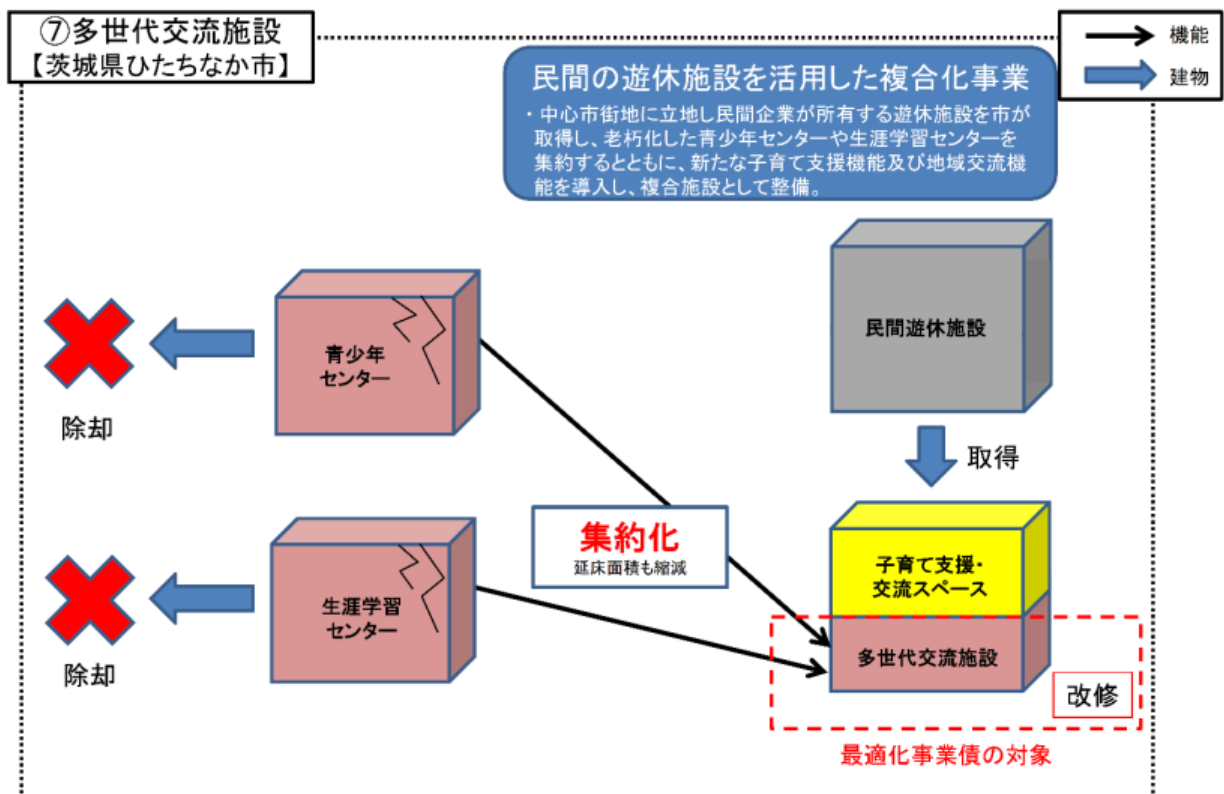 ⑦多世代交流施設
【茨城県ひたちなか市】
機能
建物
民間の遊休施設を活用した複合化事業
・中心市街地に立地し民間企業が所有する遊休施設を市が
取得し、老朽化した青少年センターや生涯学習センターを
集約するとともに、新たな子育て支援機能及び地域交流機
能を導入し、複合施設として整備。
民間遊休施設
青少年
センター
除却
取得
集約化
延床面積も縮減
子育て支援・
交流スペース
生涯学習
センター
除却
多世代交流施設
改修
最適化事業債の対象